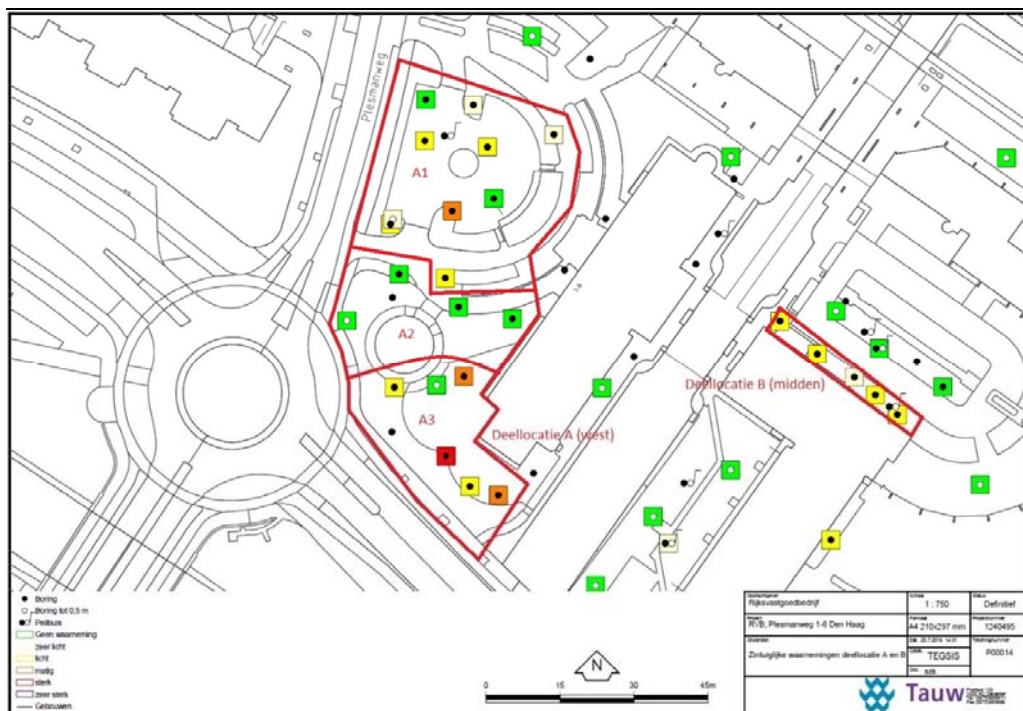 Plesmanweg
A1
A2
A3
Deellocatie A (west)
Deellocatie B (midden)
1-6
Boring
Boring tot 0,5 m
Peilbuis
Geen waarneming
zeer licht
licht
matig
sterk
zeer sterk
Gebouwen
N
0 15 30 45m
Rijksvastgoedbedrijf
1 : 750
Definitief
RVB, Plesmanweg 1-6 Den Haag
A4 210x297 mm
1240495
Zintuiglijke waarnemingen deellocatie A en B
TEGSIS
P00014
Tauw